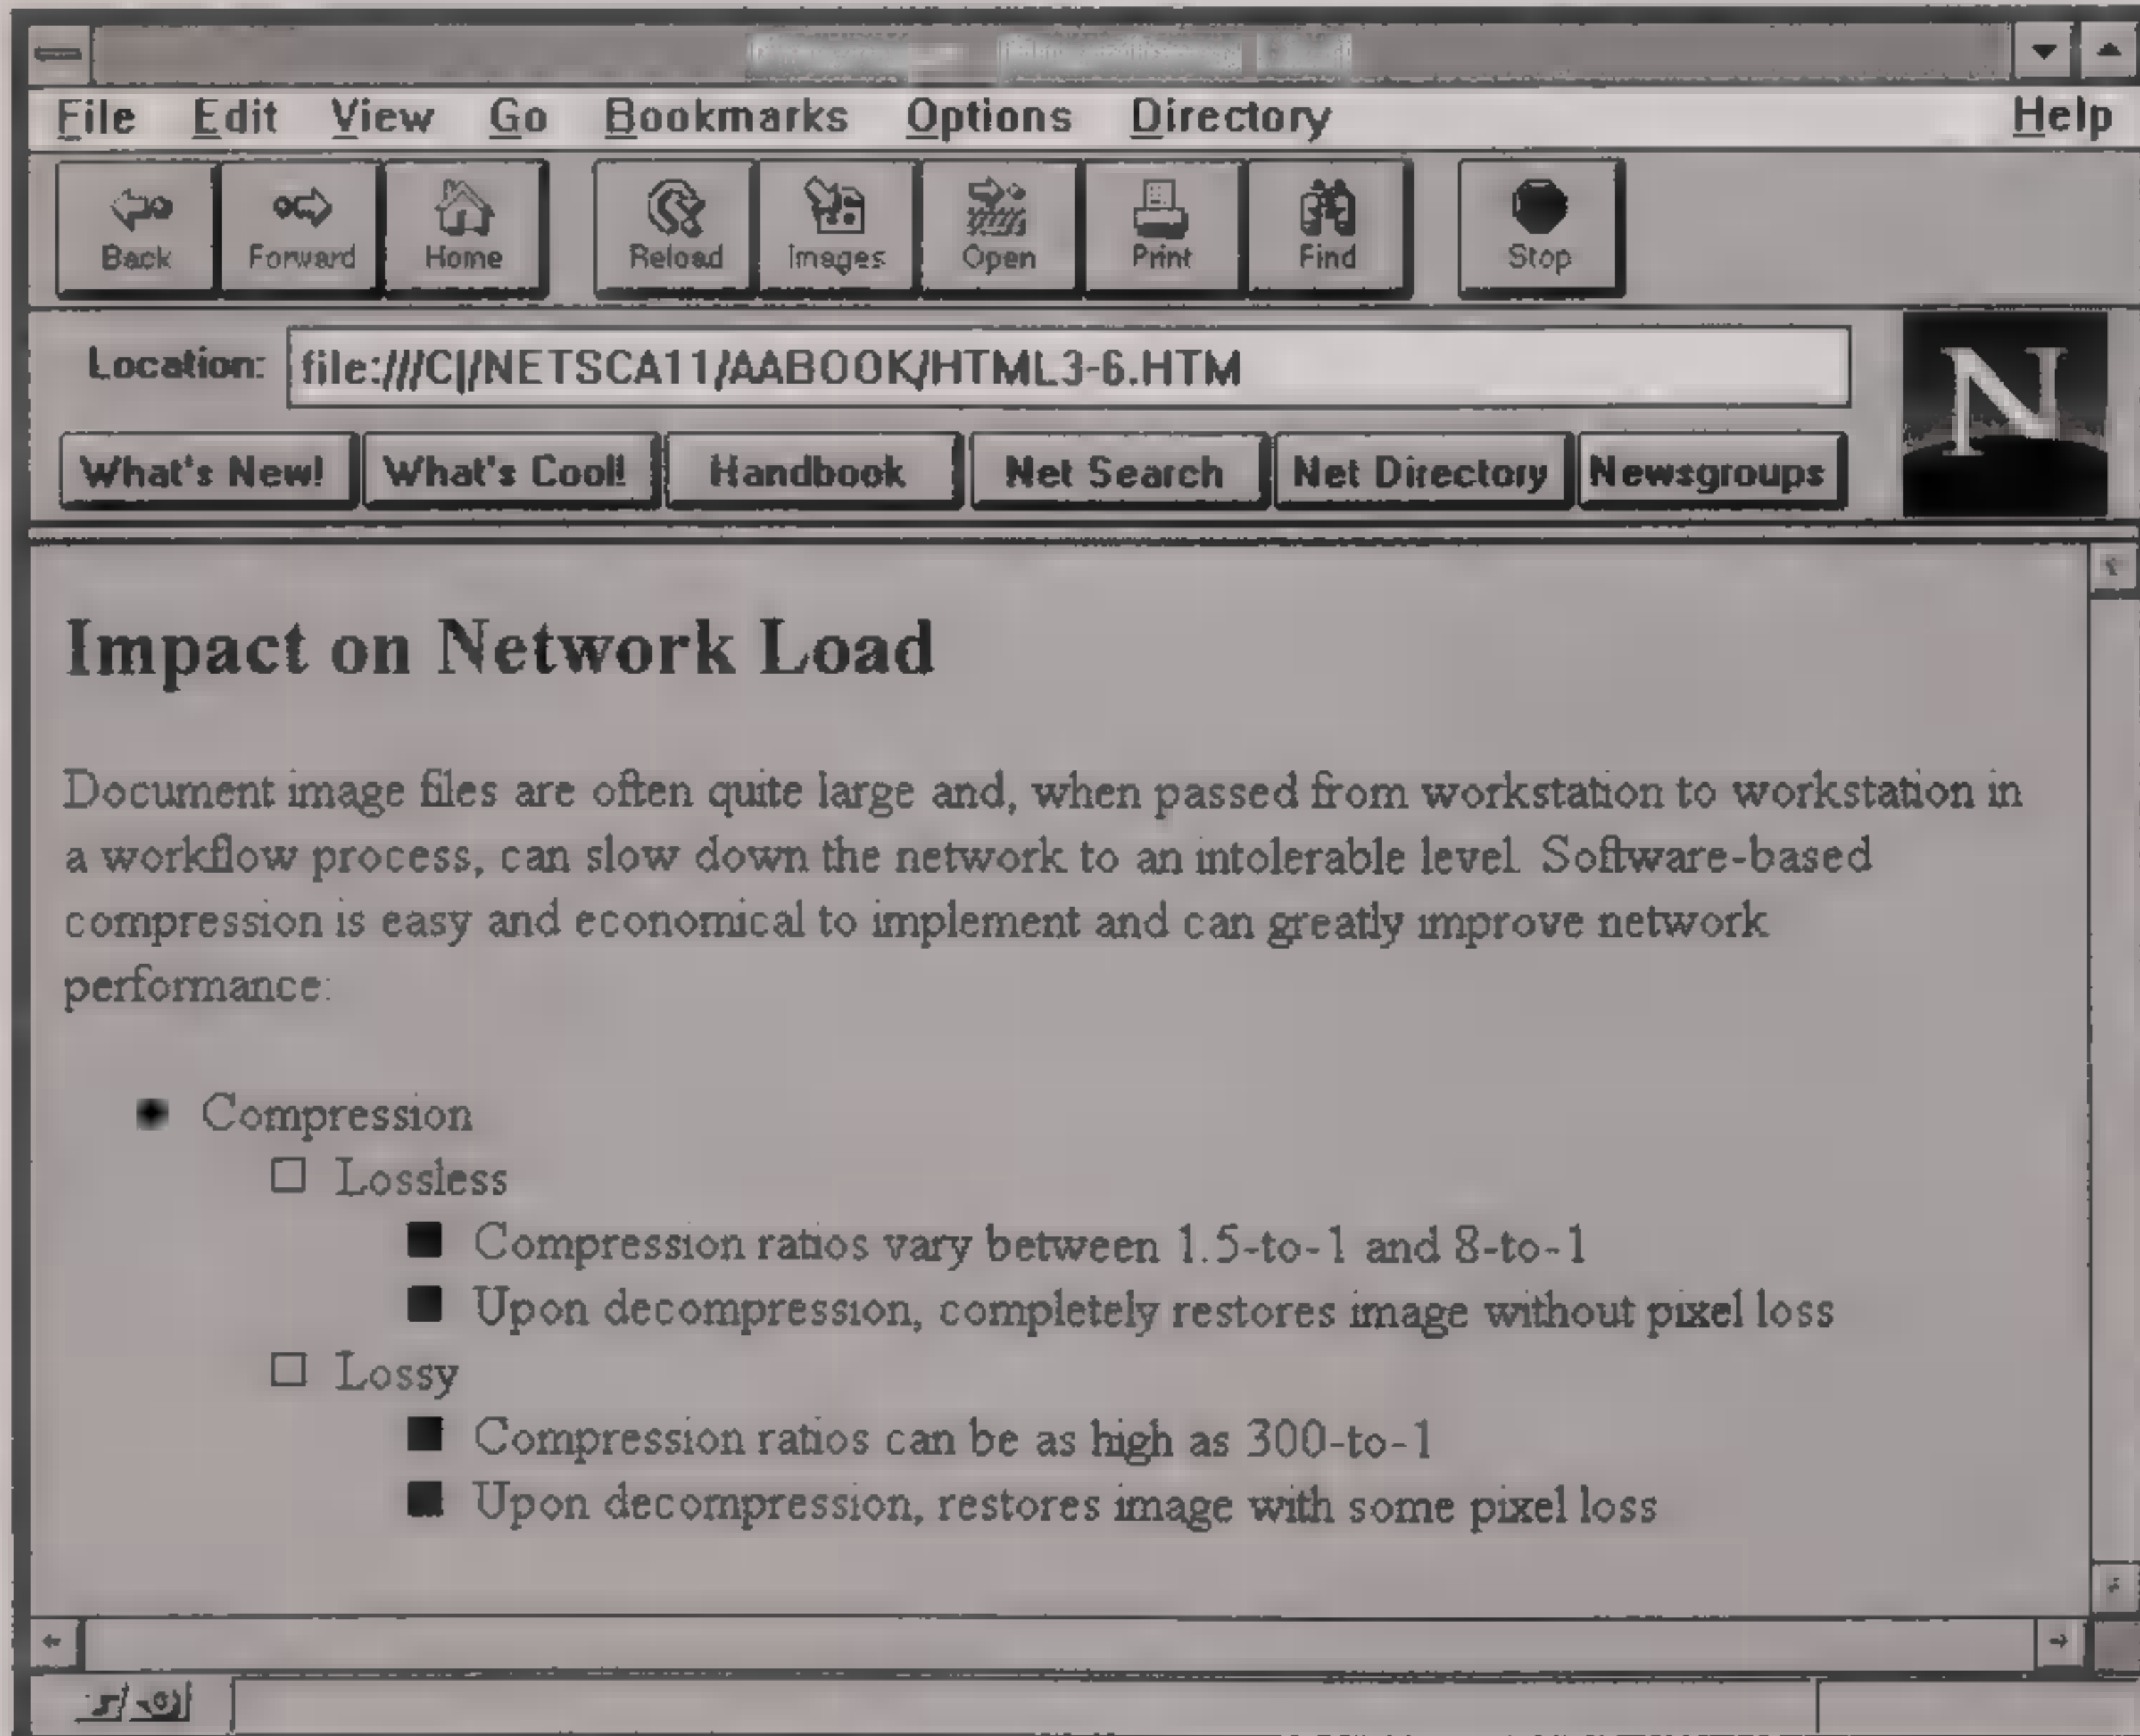 File Edit View Go Bookmarks Options Directory Help
Back Forward Home Reload Images Open Print Find Stop
Location: file:///C|/NETSCA11/AABOOK/HTML3-6.HTM
N
What's New! What's Cool! Handbook Net Search Net Directory Newsgroups
Impact on Network Load
Document image files are often quite large and, when passed from workstation to workstation in
a workflow process, can slow down the network to an intolerable level. Software-based
compression is easy and economical to implement and can greatly improve network
performance:
Compression
Lossless
Compression ratios vary between 1.5-to-1 and 8-to-1
Upon decompression, completely restores image without pixel loss
Lossy
Compression ratios can be as high as 300-to-1
Upon decompression, restores image with some pixel loss